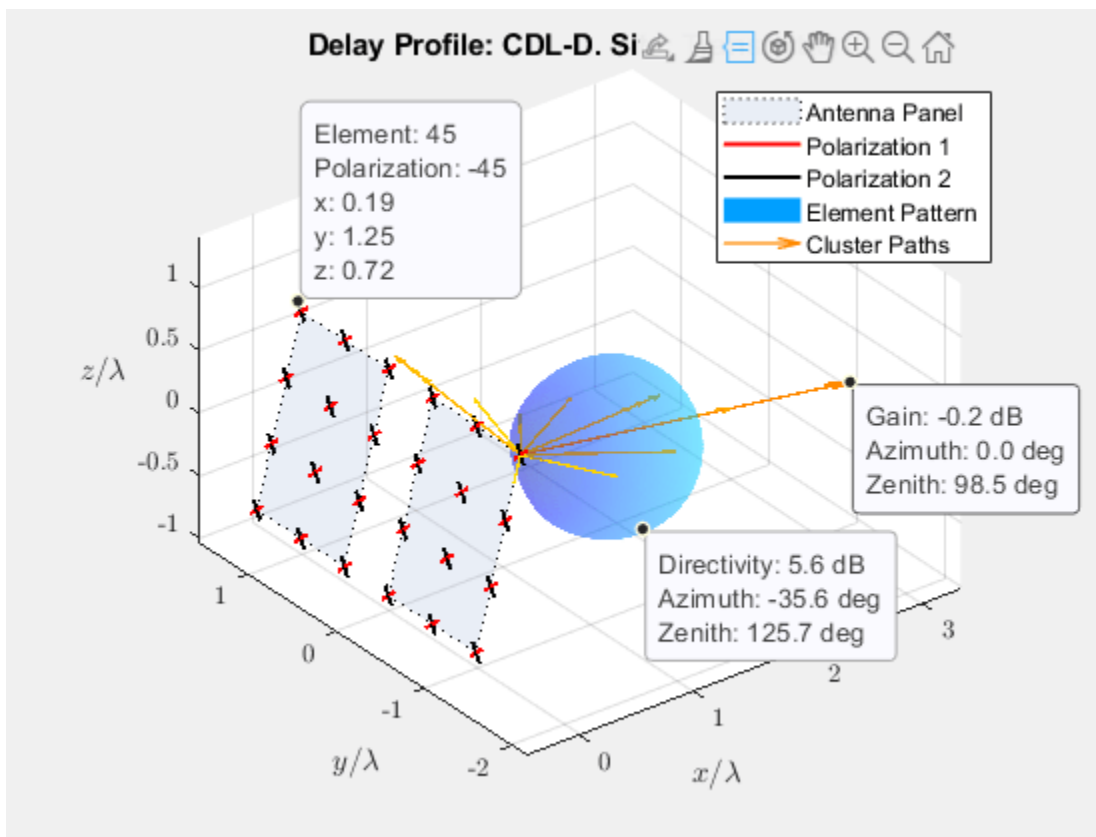 Delay Profile: CDL-D. Si
Element: 45
Polarization: -45
x: 0.19
y: 1.25
z: 0.72
Antenna Panel
Polarization 1
Polarization 2
Element Pattern
Cluster Paths
1
0.5
0
-0.5
-1
z/λ
Gain: -0.2 dB
Azimuth: 0.0 deg
Zenith: 98.5 deg
Directivity: 5.6 dB
Azimuth: -35.6 deg
Zenith: 125.7 deg
1
0
-1
-2
y/λ
0
1
2
3
x/λ